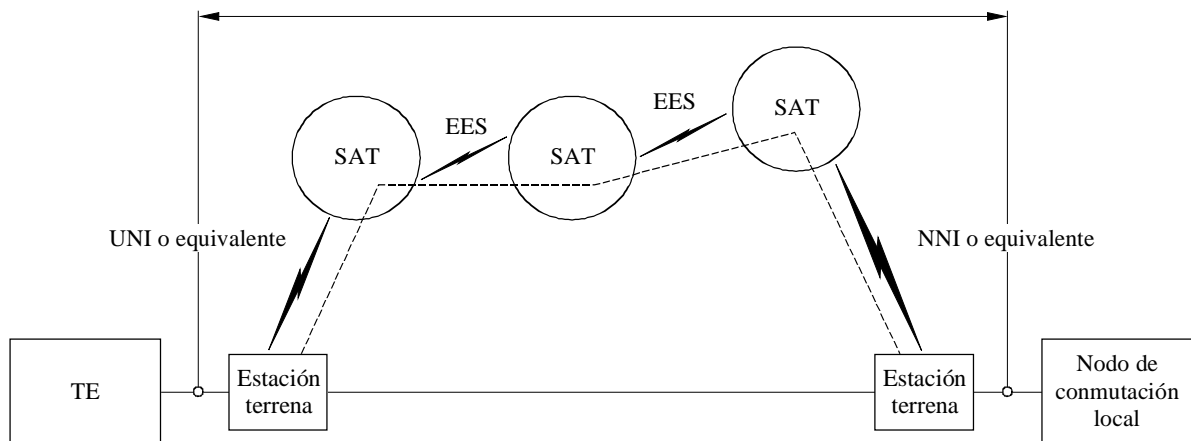 EES
SAT
EES
SAT
SAT
UNI o equivalente
NNI o equivalente
TE
Estación
terrena
Estación
terrena
Nodo de
conmutación
local